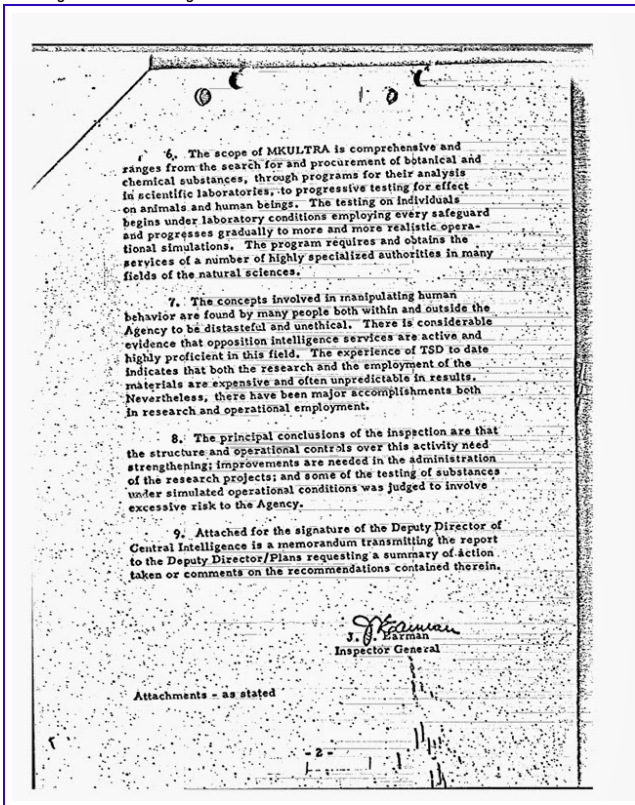 6. The scope of MKULTRA is comprehensive and
ranges from the search for and procurement of botanical and
chemical substances, through programs for their analysis
in scientific laboratories, to progressive testing for effect
on animals and human beings. The testing on individuals
begins under laboratory conditions employing every safeguard
and progresses gradually to more and more realistic opera-
tional simulations. The program requires and obtains the
services of a number of highly specialized authorities in many
fields of the natural sciences.
7. The concepts involved in manipulating human
behavior are found by many people both within and outside the
Agency to be distasteful and unethical. There is considerable
evidence that opposition intelligence services are active and
highly proficient in this field. The experience of TSD to date
indicates that both the research and the employment of the
materials are expensive and often unpredictable in results.
Nevertheless, there have been major accomplishments both
in research and operational employment.
8. The principal conclusions of the inspection are that
the structure and operational controls over this activity need
strengthening; improvements are needed in the administration
of the research projects; and some of the testing of substances
under simulated operational conditions was judged to involve
excessive risk to the Agency.
9. Attached for the signature of the Deputy Director of
Central Intelligence is a memorandum transmitting the report
to the Deputy Director/Plans requesting a summary of action
taken or comments on the recommendations contained therein.
JSEarman
J. S. Earman
Inspector General
Attachments - as stated
- 2 -